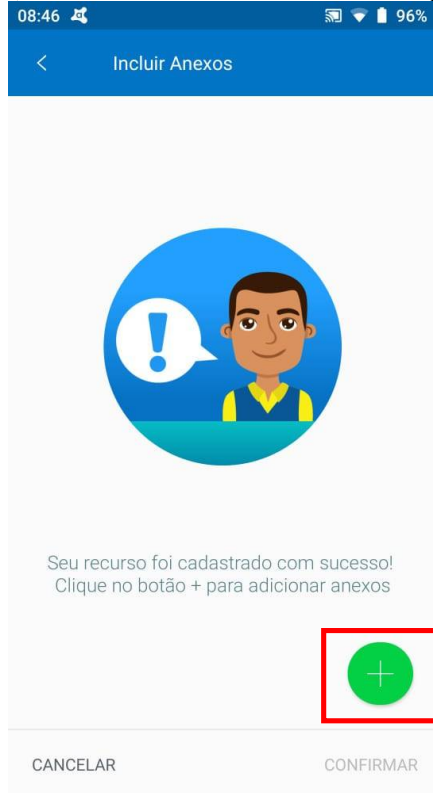 08:46 96%
Incluir Anexos
Seu recurso foi cadastrado com sucesso!
Clique no botão + para adicionar anexos
CANCELAR CONFIRMAR